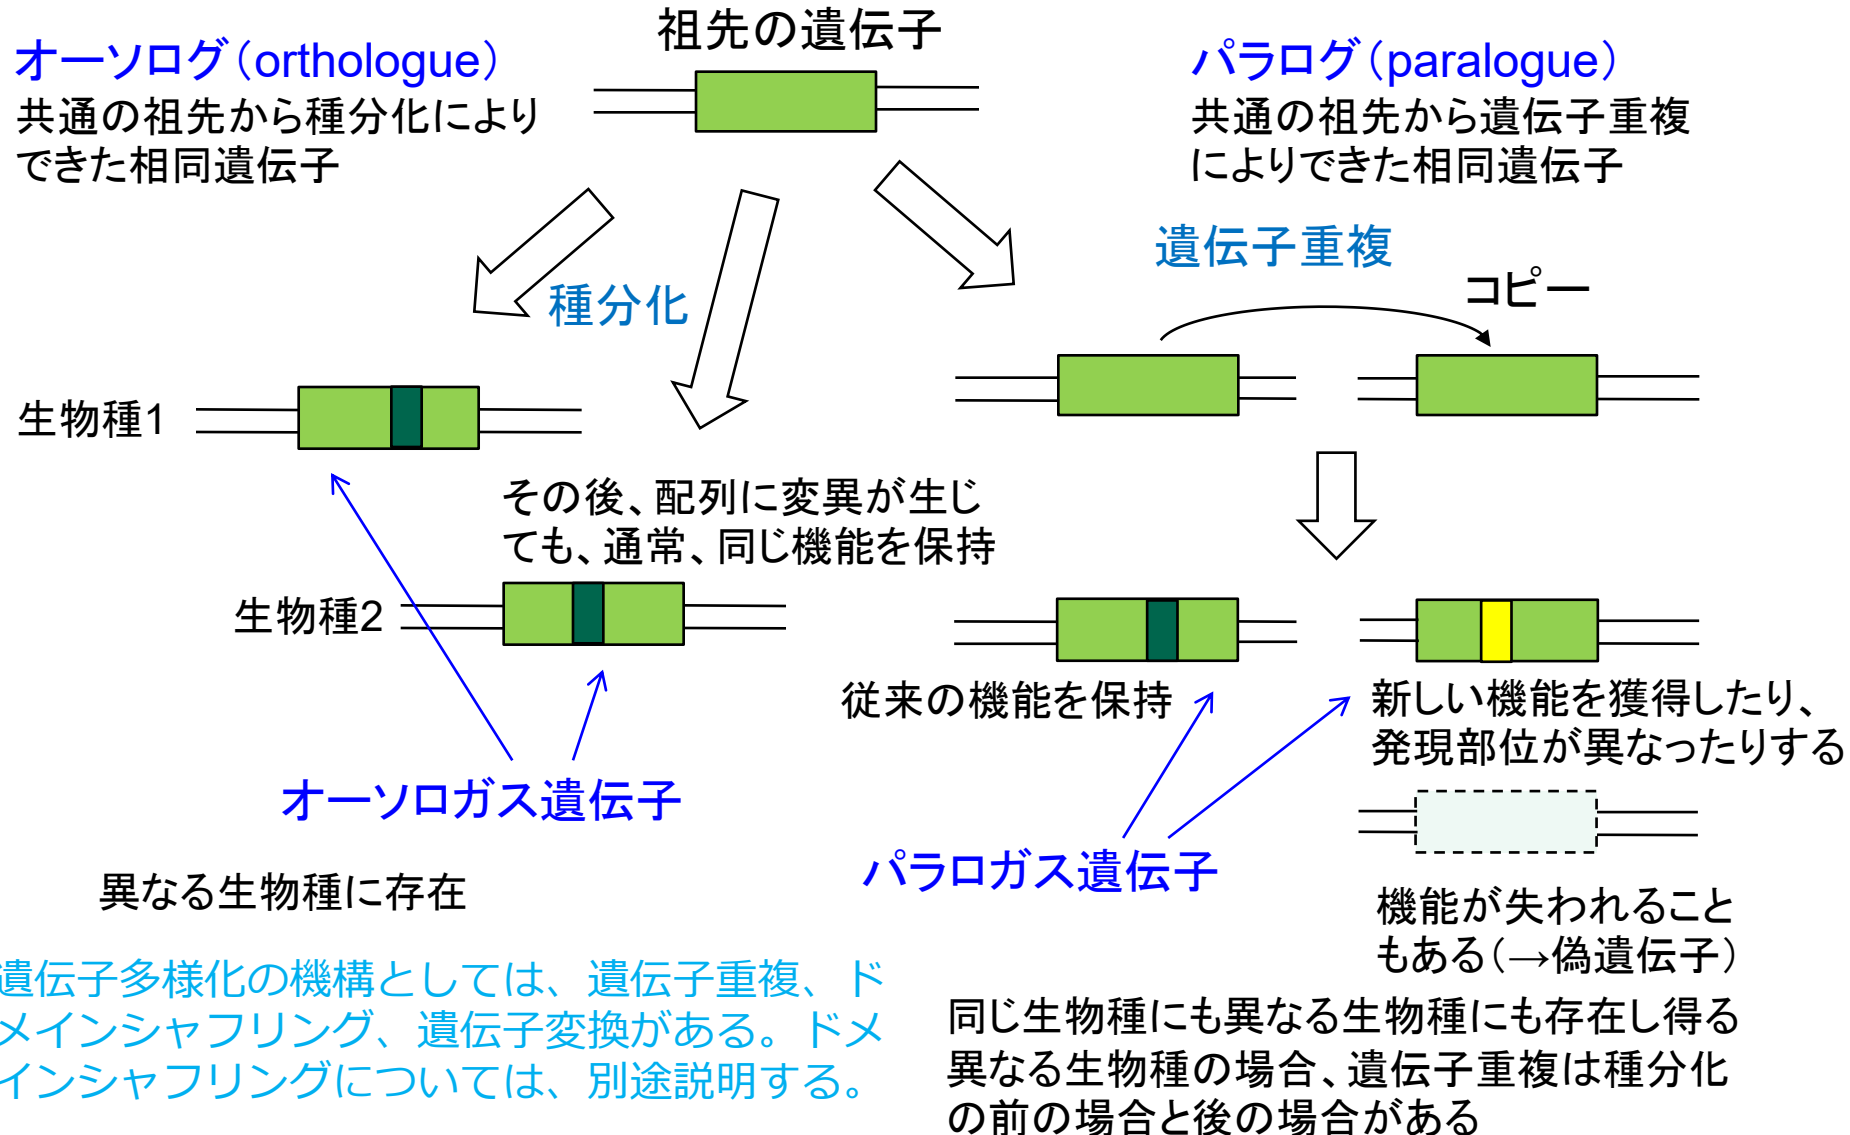 祖先の遺伝子
オーソログ（orthologue）
共通の祖先から種分化により
できた相同遺伝子
パラログ（paralogue）
共通の祖先から遺伝子重複
によりできた相同遺伝子
種分化
遺伝子重複
コピー
生物種1
その後、配列に変異が生じ
ても、通常、同じ機能を保持
生物種2
従来の機能を保持
新しい機能を獲得したり、
発現部位が異なったりする
オーソロガス遺伝子
パラロガス遺伝子
異なる生物種に存在
機能が失われること
もある（→偽遺伝子）
遺伝子多様化の機構としては、遺伝子重複、ド
メインシャフリング、遺伝子変換がある。ドメ
インシャフリングについては、別途説明する。
同じ生物種にも異なる生物種にも存在し得る
異なる生物種の場合、遺伝子重複は種分化
の前の場合と後の場合がある